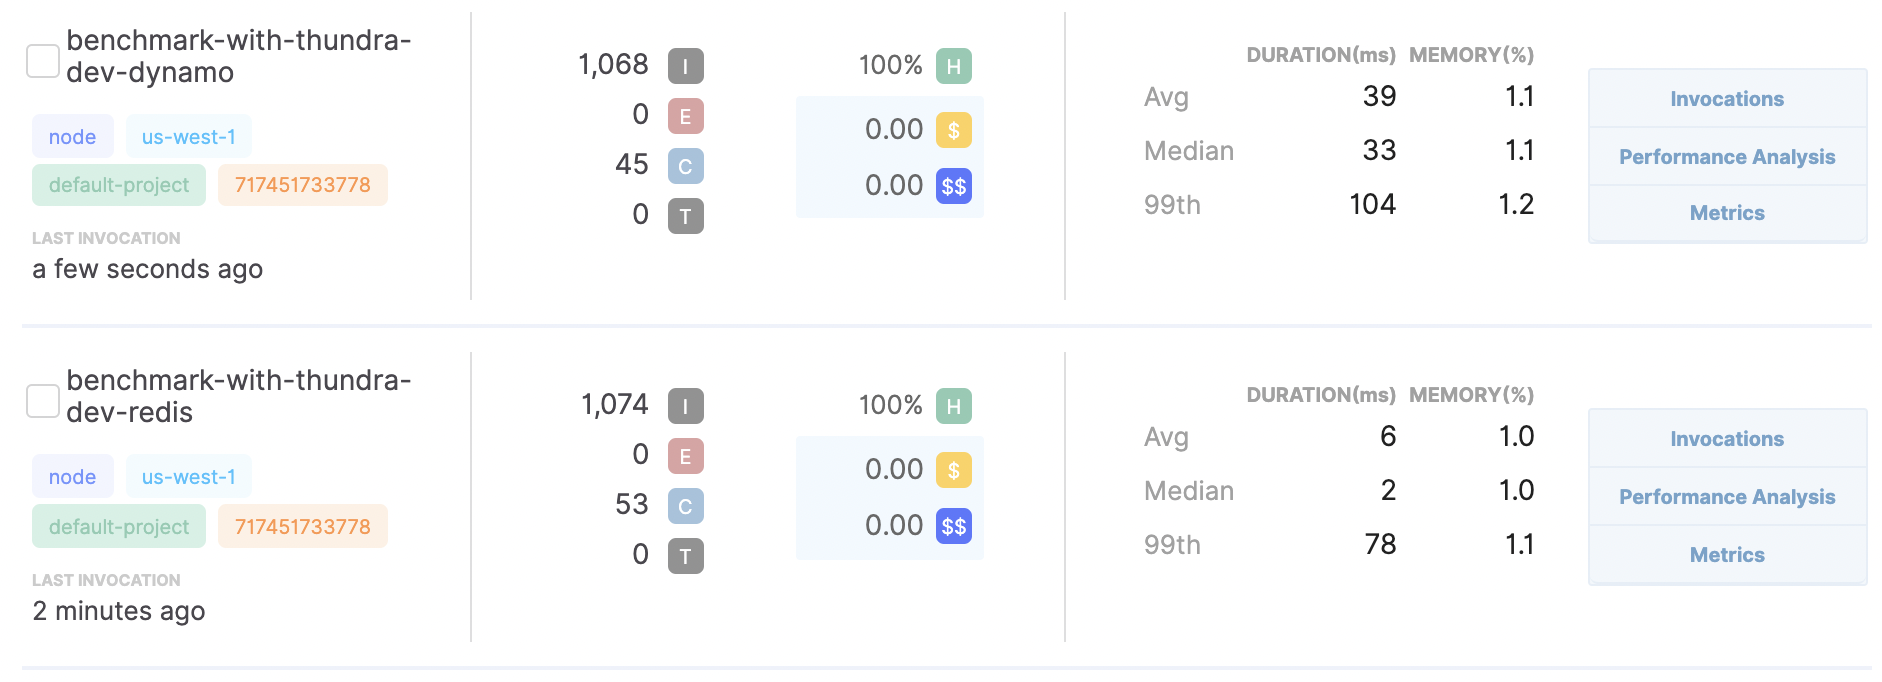 benchmark-with-thundra-
dev-dynamo
node us-west-1
default-project 717451733778
LAST INVOCATION
a few seconds ago
1,068 I
0 E
45 C
0 T
100% H
0.00 $
0.00 $$
DURATION(ms) MEMORY(%)
Avg 39 1.1
Median 33 1.1
99th 104 1.2
Invocations
Performance Analysis
Metrics
benchmark-with-thundra-
dev-redis
node us-west-1
default-project 717451733778
LAST INVOCATION
2 minutes ago
1,074 I
0 E
53 C
0 T
100% H
0.00 $
0.00 $$
DURATION(ms) MEMORY(%)
Avg 6 1.0
Median 2 1.0
99th 78 1.1
Invocations
Performance Analysis
Metrics